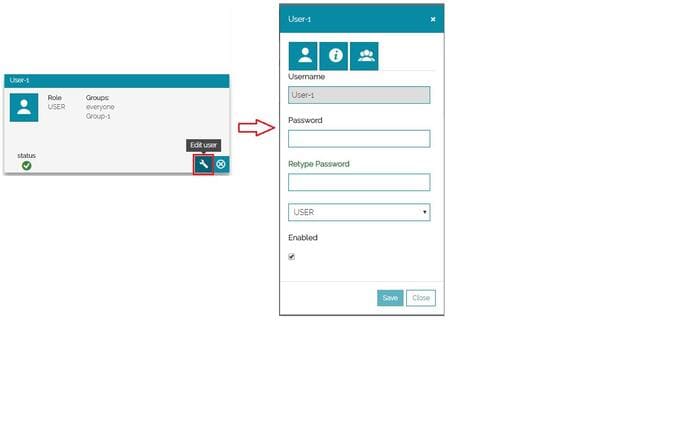 User-1
Role
USER
Groups:
everyone
Group-1
status
Edit user
User-1
Username
User-1
Password
Retype Password
USER
Enabled
Save
Close